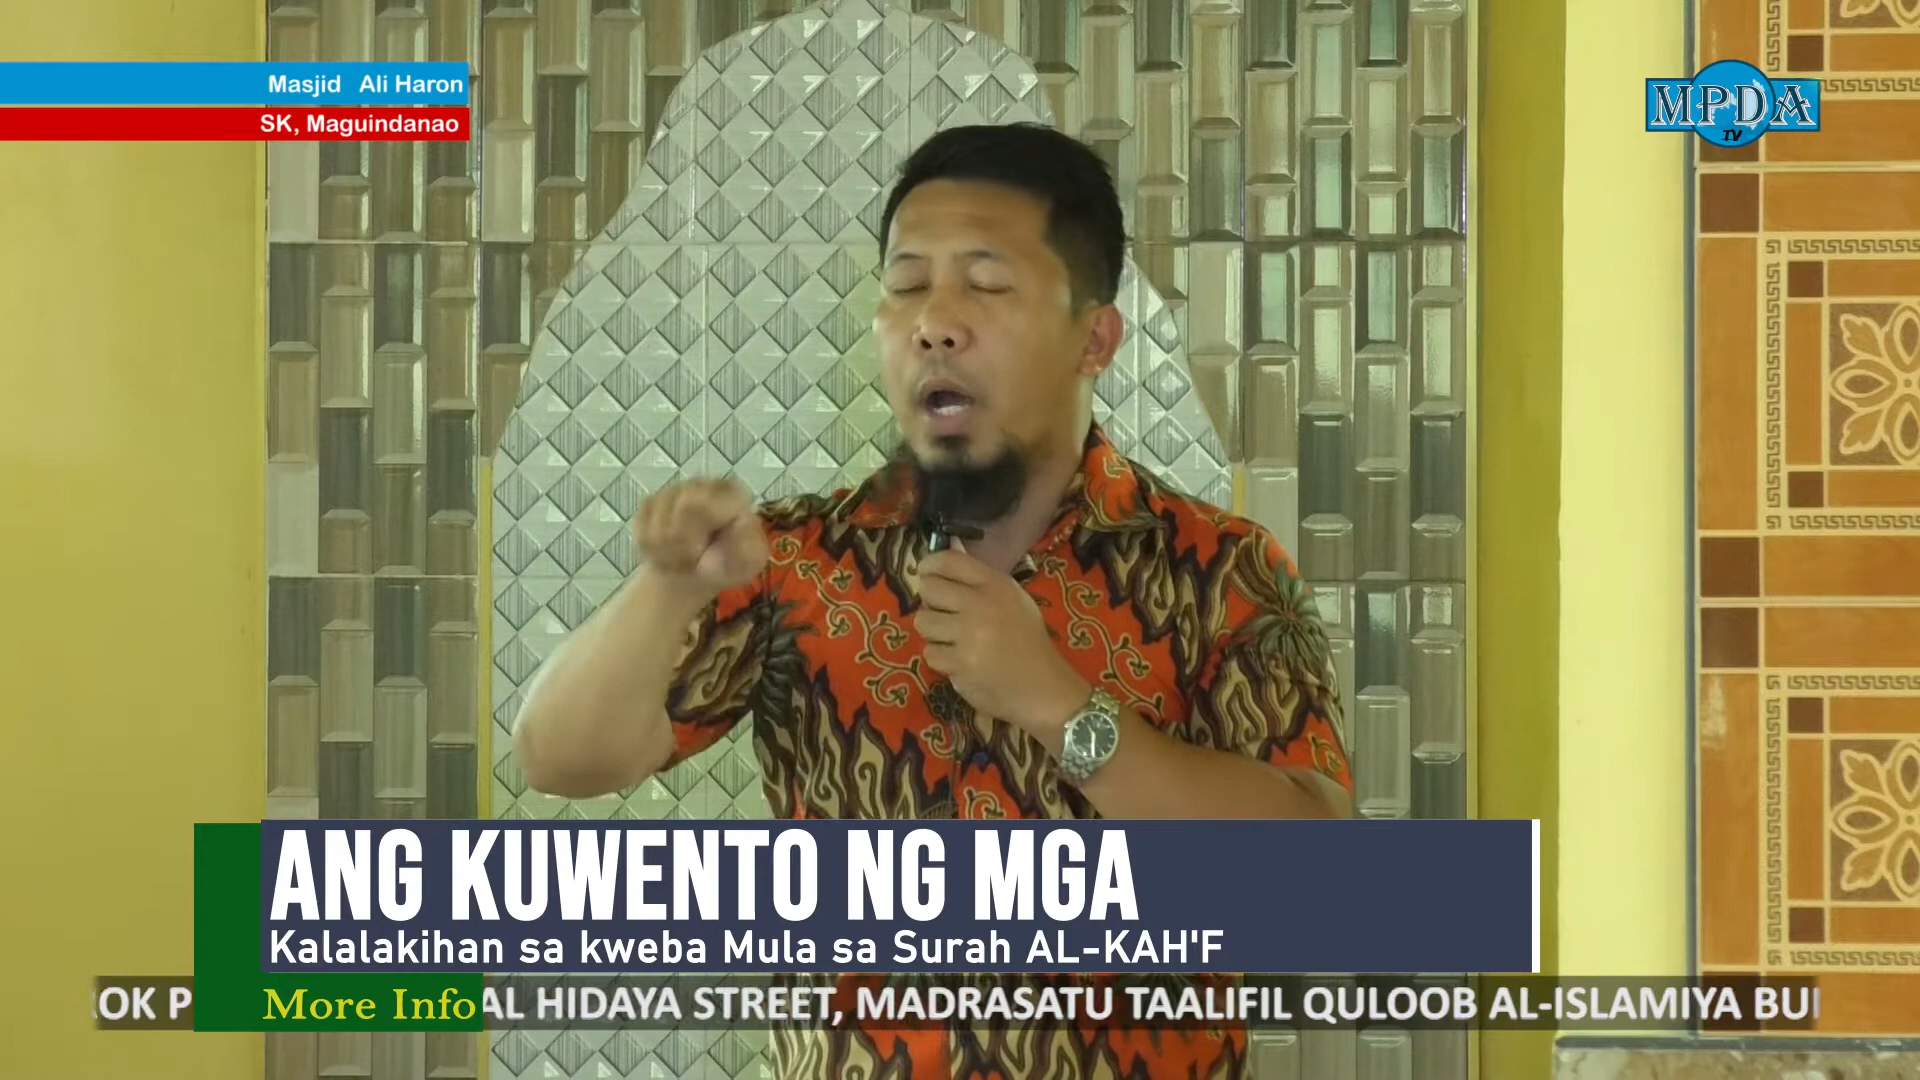 Masjid Ali Haron
SK, Maguindanao
MPDA
TV
ANG KUWENTO NG MGA
Kalalakihan sa kweba Mula sa Surah AL-KAH'F
More Info
AL HIDAYA STREET, MADRASATU TAALIFIL QULOOB AL-ISLAMIYA